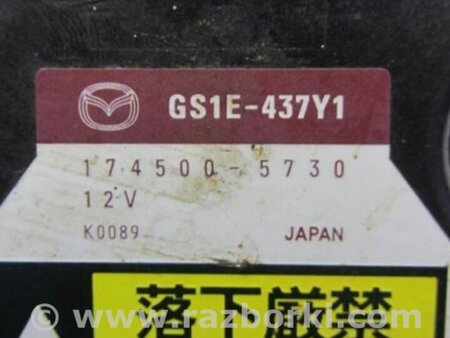 GS1E-437Y1
174500-5730
12V
K0089 JAPAN
落下厳禁
© www.razborki.com